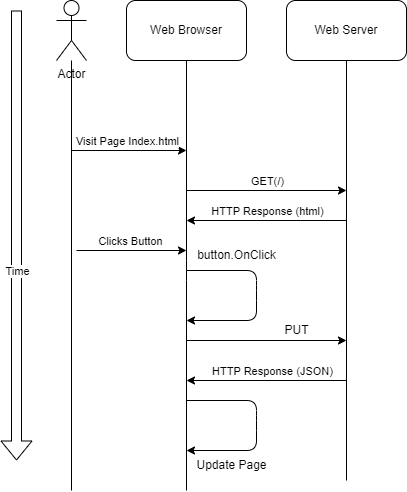 Web Browser
Web Server
Actor
Visit Page Index.html
GET(/)
HTTP Response (html)
Clicks Button
button.OnClick
Time
PUT
HTTP Response (JSON)
Update Page